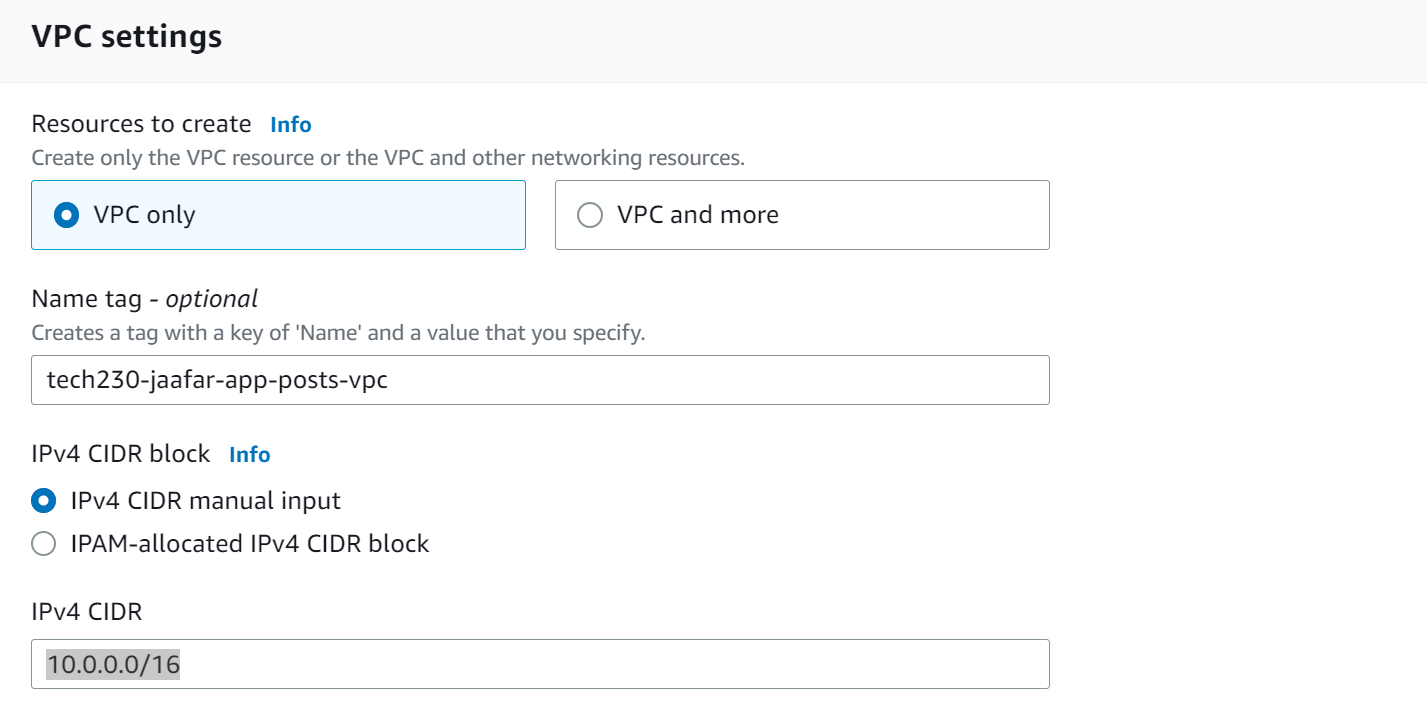 VPC settings
Resources to create Info
Create only the VPC resource or the VPC and other networking resources.
VPC only
VPC and more
Name tag - optional
Creates a tag with a key of 'Name' and a value that you specify.
tech230-jaafar-app-posts-vpc
IPv4 CIDR block Info
IPv4 CIDR manual input
IPAM-allocated IPv4 CIDR block
IPv4 CIDR
10.0.0.0/16